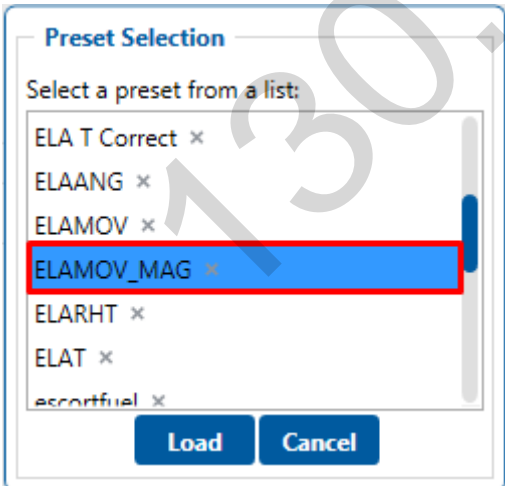 Preset Selection
Select a preset from a list:
ELA T Correct ×
ELAANG ×
ELAMOV ×
ELAMOV_MAG ×
ELARHT ×
ELAT ×
escortfuel ×
Load Cancel
130.